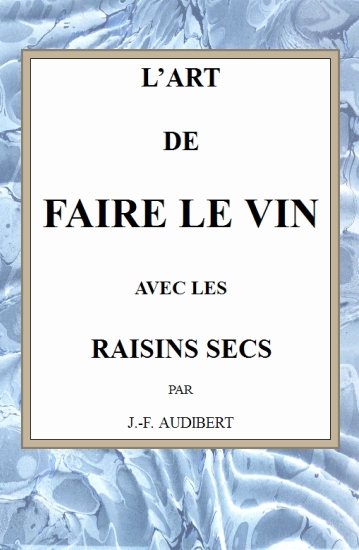 L’ART
DE
FAIRE LE VIN
AVEC LES
RAISINS SECS
PAR
J.-F. AUDIBERT